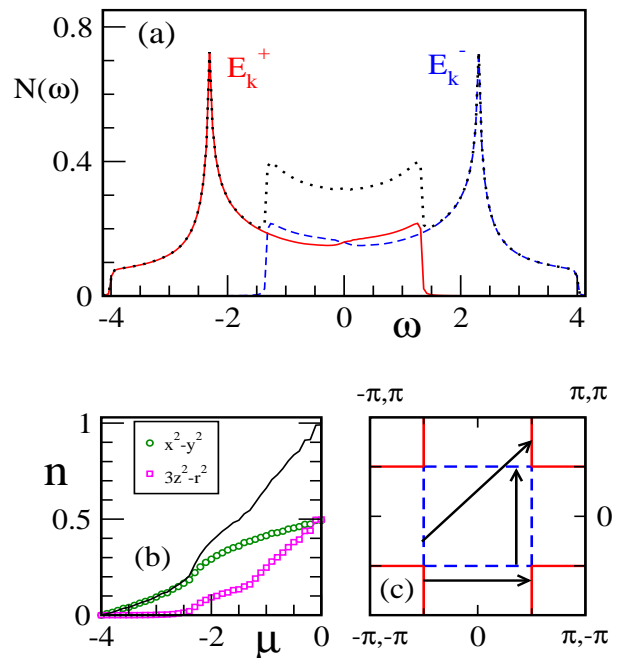 0.8
(a)
E_k^+
E_k^-
N(ω)
0.4
0
-4 -2 0 2 4
ω
-π,π π,π
1
x²-y²
3z²-r²
n
0.5
0
(b)
(c)
0
-4 -2 0
μ
-π,-π 0 π,-π